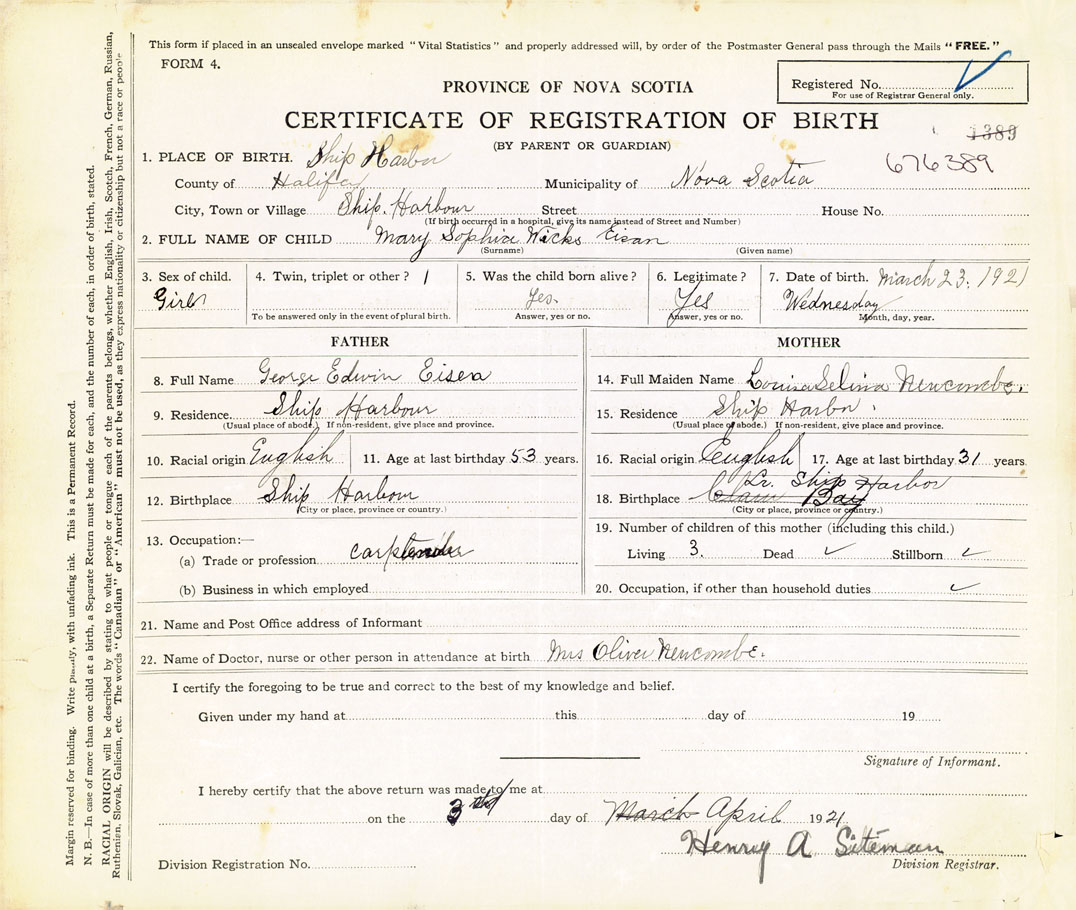 This form if placed in an unsealed envelope marked "Vital Statistics" and properly addressed will, by order of the Postmaster General pass through the Mails "FREE."
FORM 4.
Registered No.
For use of Registrar General only.
PROVINCE OF NOVA SCOTIA
CERTIFICATE OF REGISTRATION OF BIRTH
(BY PARENT OR GUARDIAN)
1389
676389
1. PLACE OF BIRTH. Ship Harbor
County of Halifax Municipality of Nova Scotia
City, Town or Village Ship Harbour Street House No.
(If birth occurred in a hospital, give its name instead of Street and Number)
2. FULL NAME OF CHILD Mary Sophia Wicks Eisan
(Surname) (Given name)
3. Sex of child. Girl
4. Twin, triplet or other? 1
To be answered only in the event of plural birth.
5. Was the child born alive? Yes.
Answer, yes or no.
6. Legitimate? Yes
Answer, yes or no.
7. Date of birth. March 23. 1921
Wednesday
Month, day, year.
FATHER
8. Full Name George Edwin Eisen
9. Residence. Ship Harbour
(Usual place of abode.) If non-resident, give place and province.
10. Racial origin English 11. Age at last birthday 53 years.
12. Birthplace Ship Harbour
(City or place, province or country.)
13. Occupation:—
(a) Trade or profession
(b) Business in which employed
MOTHER
14. Full Maiden Name Louisa Selina Newcombe.
15. Residence Ship Harbor.
(Usual place of abode.) If non-resident, give place and province.
16. Racial origin English 17. Age at last birthday 31 years
18. Birthplace Clam Bay Lr. Ship Harbor
(City or place, province or country.)
19. Number of children of this mother (including this child.)
Living 3. Dead ✓ Stillborn ✓
20. Occupation, if other than household duties ✓
21. Name and Post Office address of Informant
22. Name of Doctor, nurse or other person in attendance at birth Mrs Oliver Newcombe.
I certify the foregoing to be true and correct to the best of my knowledge and belief.
Given under my hand at this day of 19
Signature of Informant.
I hereby certify that the above return was made to me at
on the 3rd day of March April 1921
Henry A Siteman
Division Registrar.
Division Registration No.
Margin reserved for binding. Write plainly, with unfading ink. This is a Permanent Record.
N. B.—In case of more than one child at a birth, a Separate Return must be made for each, and the number of each, in order of birth, stated.
RACIAL ORIGIN will be described by stating to what people or tongue each of the parents belongs, whether English, Irish, Scotch, French, German, Russian,
Ruthenian, Slovak, Galician, etc. The words "Canadian" or "American" must not be used, as they express nationality or citizenship but not a race or people